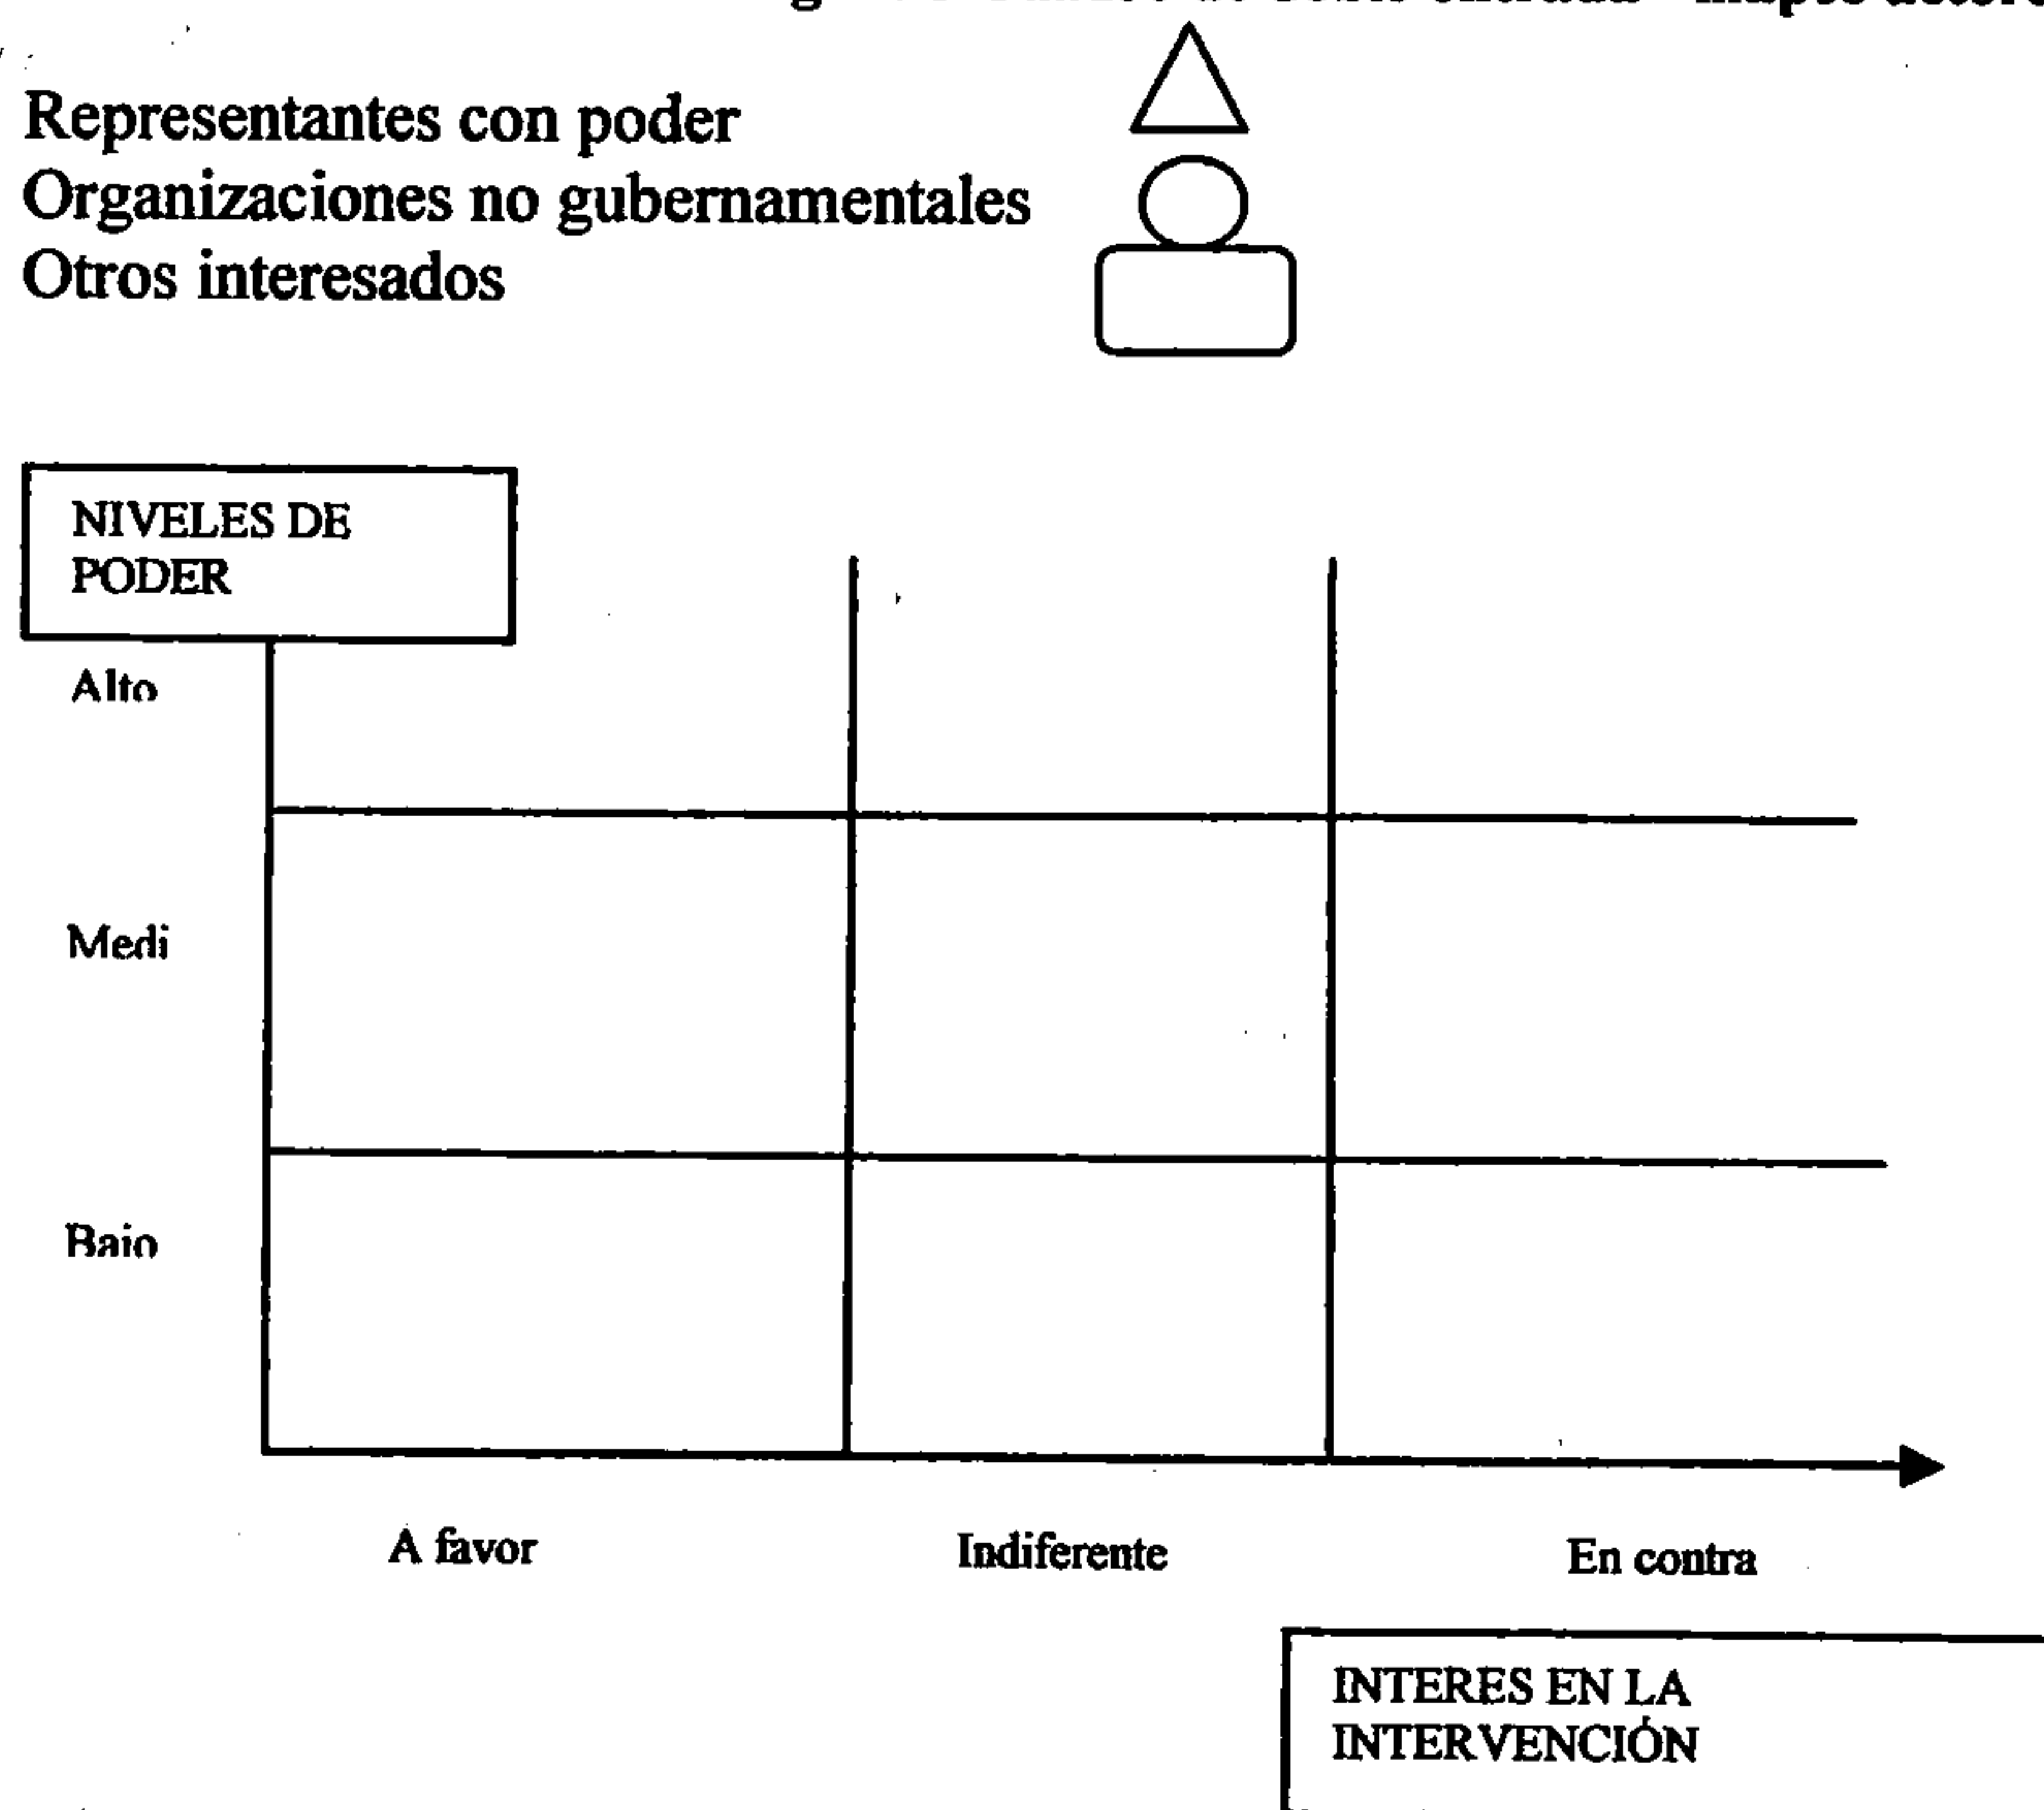 Representantes con poder
Organizaciones no gubernamentales
Otros interesados
NIVELES DE
PODER
Alto
Medi
Baio
A favor
Indiferente
En contra
INTERES EN LA
INTERVENCIÓN